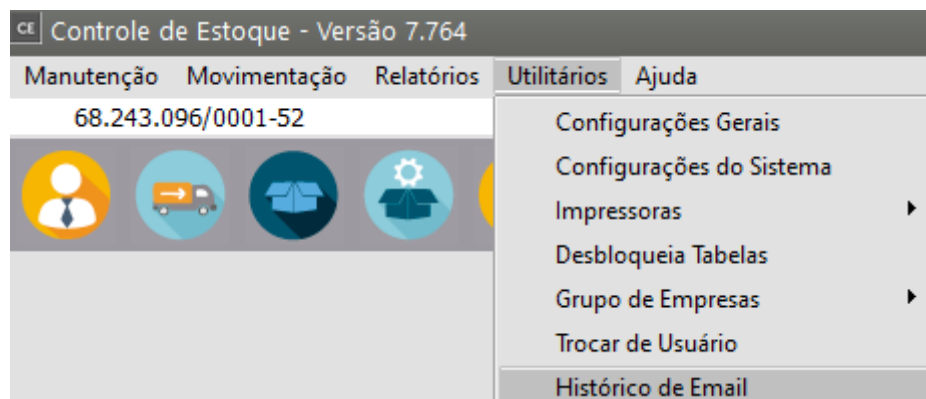 CE Controle de Estoque - Versão 7.764
Manutenção Movimentação Relatórios Utilitários Ajuda
68.243.096/0001-52
Configurações Gerais
Configurações do Sistema
Impressoras
Desbloqueia Tabelas
Grupo de Empresas
Trocar de Usuário
Histórico de Email